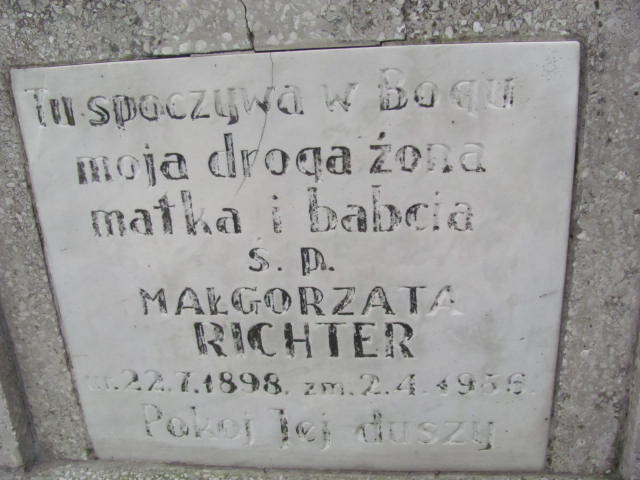 Tu spoczywa w Bogu
moja droga żona
matka i babcia
ś. p.
MAŁGORZATA
RICHTER
ur. 22.7.1898. zm. 2.4.1956.
Pokój Jej duszy